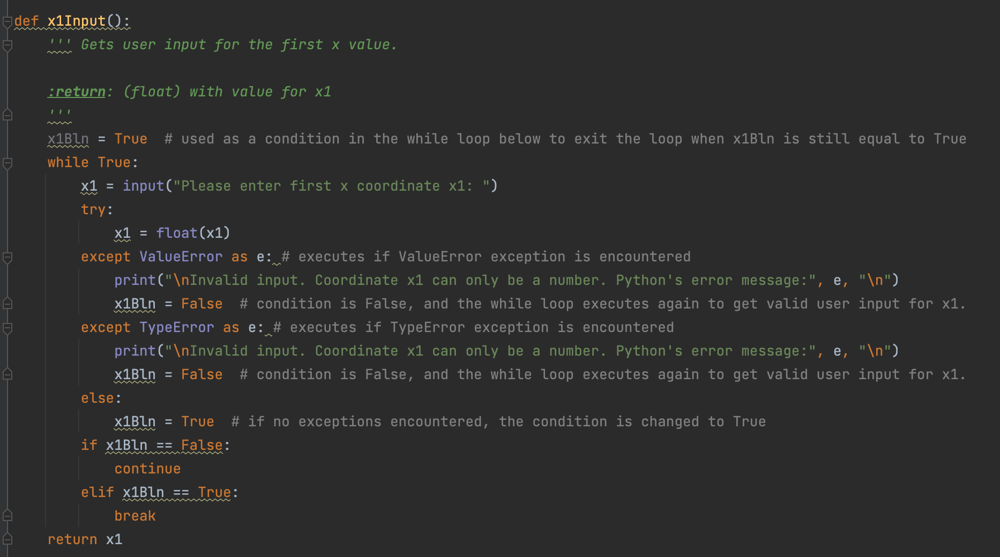 def x1Input():
    ''' Gets user input for the first x value.

    :return: (float) with value for x1
    '''
    x1Bln = True  # used as a condition in the while loop below to exit the loop when x1Bln is still equal to True
    while True:
        x1 = input("Please enter first x coordinate x1: ")
        try:
            x1 = float(x1)
        except ValueError as e: # executes if ValueError exception is encountered
            print("\nInvalid input. Coordinate x1 can only be a number. Python's error message:", e, "\n")
            x1Bln = False  # condition is False, and the while loop executes again to get valid user input for x1.
        except TypeError as e: # executes if TypeError exception is encountered
            print("\nInvalid input. Coordinate x1 can only be a number. Python's error message:", e, "\n")
            x1Bln = False  # condition is False, and the while loop executes again to get valid user input for x1.
        else:
            x1Bln = True  # if no exceptions encountered, the condition is changed to True
        if x1Bln == False:
            continue
        elif x1Bln == True:
            break
    return x1